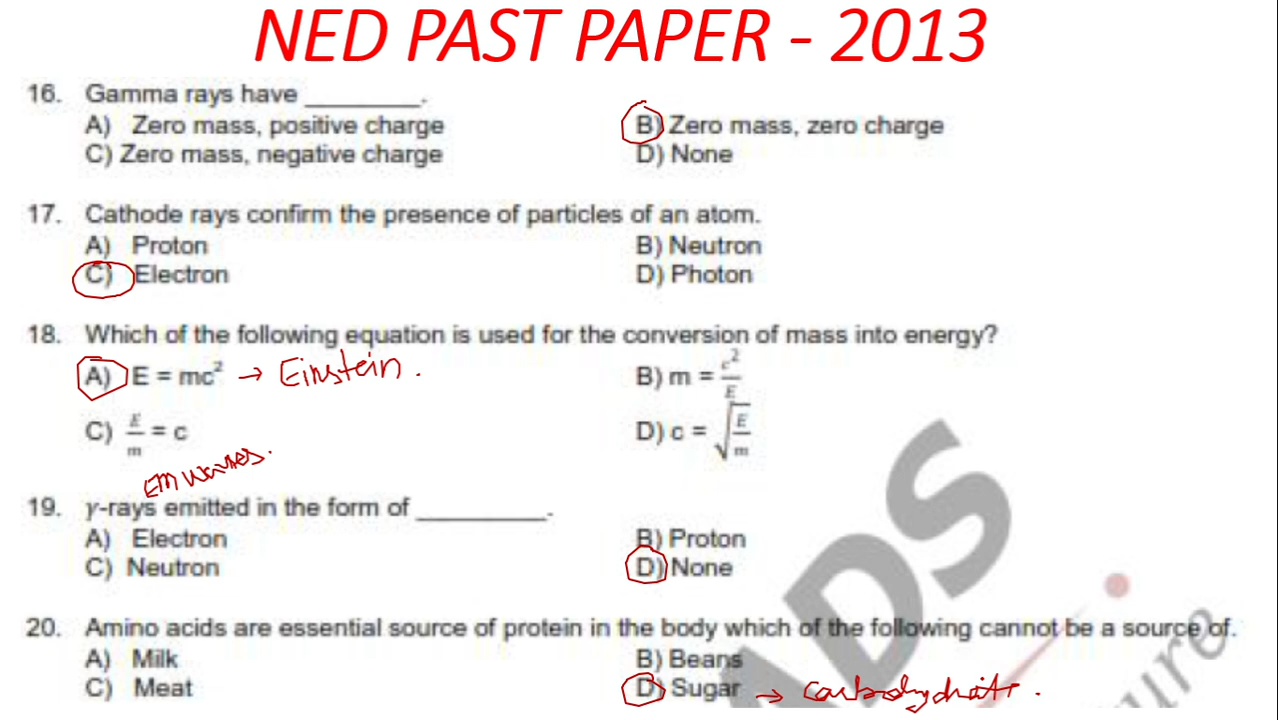 NED PAST PAPER - 2013
16. Gamma rays have ________.
A) Zero mass, positive charge B) Zero mass, zero charge
C) Zero mass, negative charge D) None
17. Cathode rays confirm the presence of particles of an atom.
A) Proton B) Neutron
C) Electron D) Photon
18. Which of the following equation is used for the conversion of mass into energy?
A) E = mc² → Einstein. B) m = c²/E
C) E/m = c D) c = √(E/m)
EM waves.
19. γ-rays emitted in the form of _________.
A) Electron B) Proton
C) Neutron D) None
20. Amino acids are essential source of protein in the body which of the following cannot be a source of.
A) Milk B) Beans
C) Meat D) Sugar → Carbohydrate.
ADS
ure